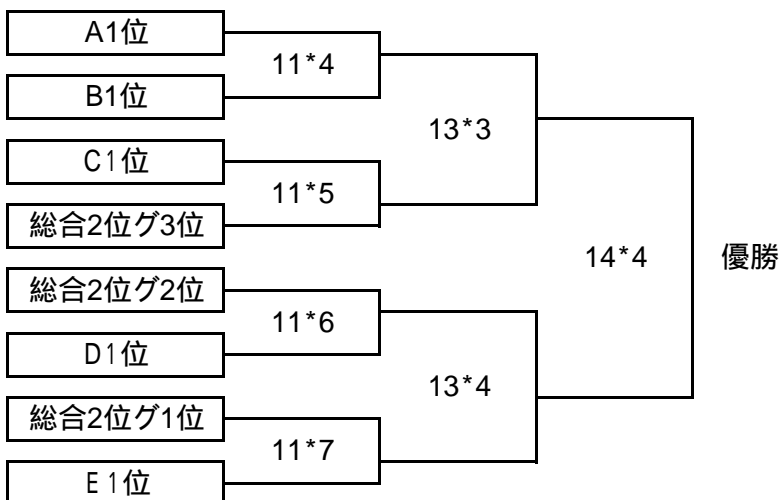 A1位
11*4
B1位
13*3
C1位
11*5
総合2位グ3位
14*4
優勝
総合2位グ2位
11*6
D1位
13*4
総合2位グ1位
11*7
E1位